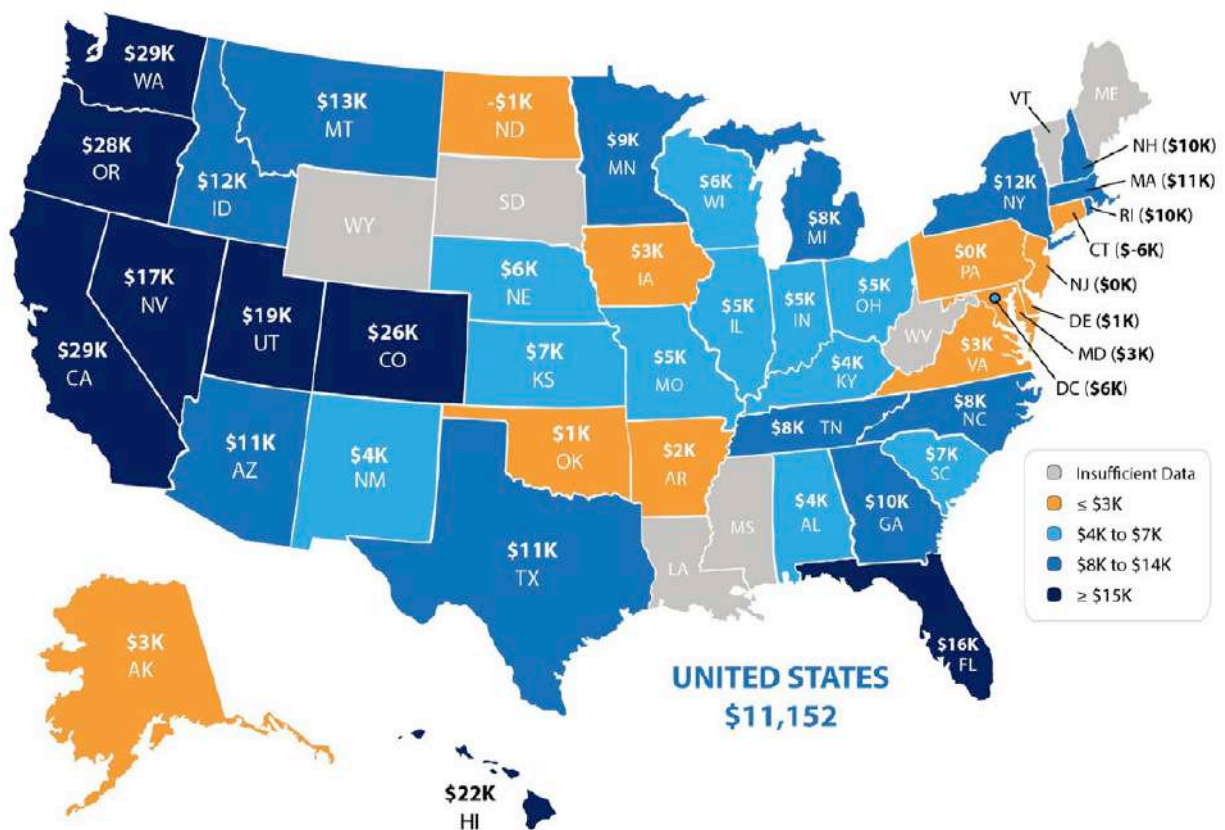 $29K
WA
$28K
OR
$12K
ID
$13K
MT
-$1K
ND
$9K
MN
SD
WY
$17K
NV
$29K
CA
$19K
UT
$26K
CO
$11K
AZ
$4K
NM
$6K
NE
$7K
KS
$1K
OK
$11K
TX
$3K
IA
$5K
MO
$2K
AR
LA
$6K
WI
$5K
IL
$8K
MI
$5K
IN
$5K
OH
$4K
KY
$8K TN
MS
$4K
AL
$10K
GA
$16K
FL
$7K
SC
$8K
NC
$3K
VA
WV
$0K
PA
$12K
NY
VT
ME
NH ($10K)
MA ($11K)
RI ($10K)
CT ($-6K)
NJ ($0K)
DE ($1K)
MD ($3K)
DC ($6K)
Insufficient Data
≤ $3K
$4K to $7K
$8K to $14K
≥ $15K
$3K
AK
$22K
HI
UNITED STATES
$11,152